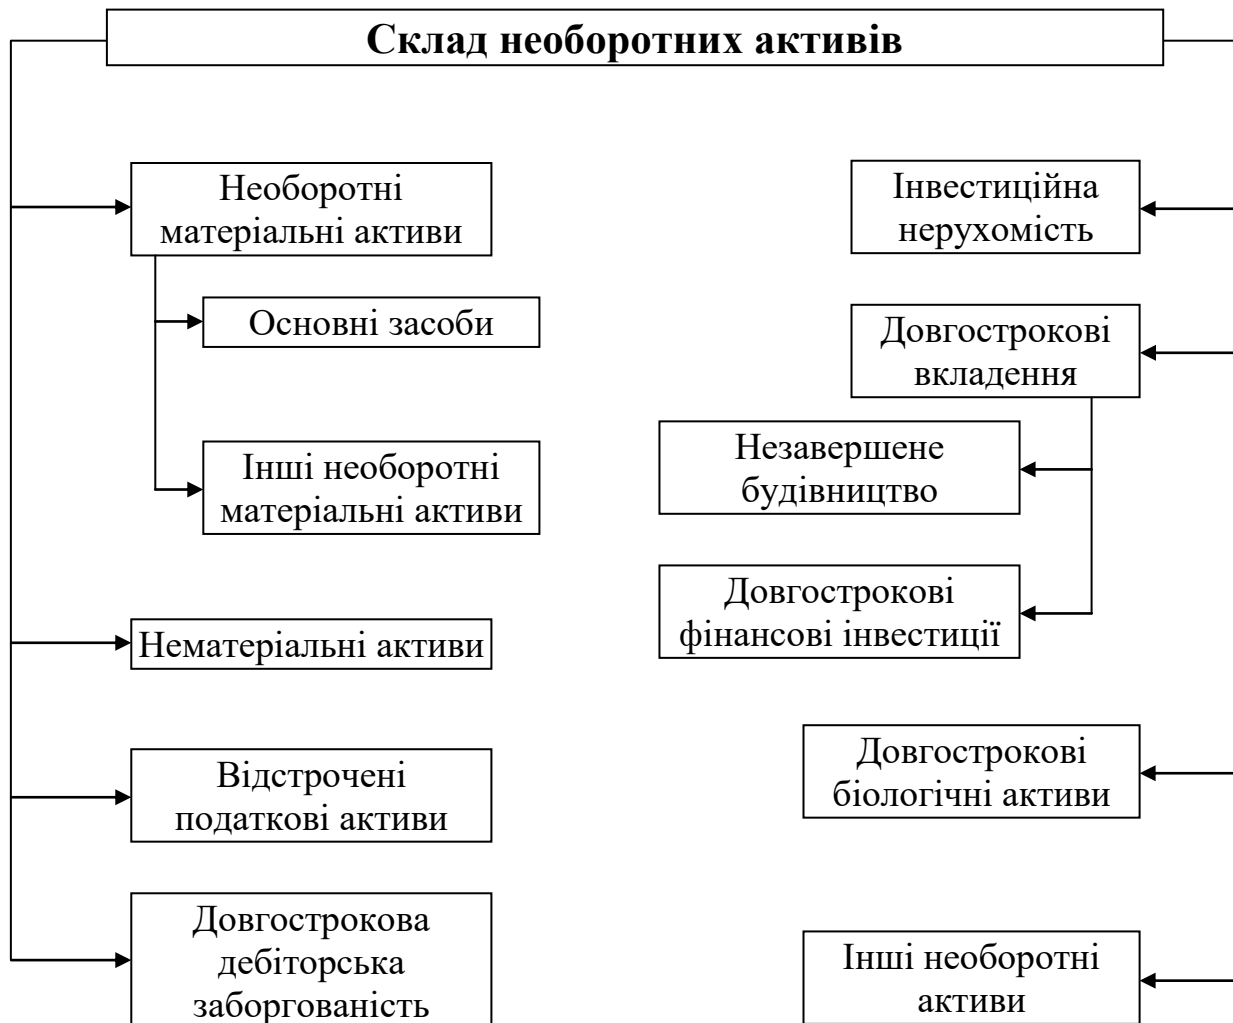 Склад необоротних активів
Необоротні
матеріальні активи
Основні засоби
Інші необоротні
матеріальні активи
Нематеріальні активи
Відстрочені
податкові активи
Довгострокова
дебіторська
заборгованість
Інвестиційна
нерухомість
Довгострокові
вкладення
Незавершене
будівництво
Довгострокові
фінансові інвестиції
Довгострокові
біологічні активи
Інші необоротні
активи